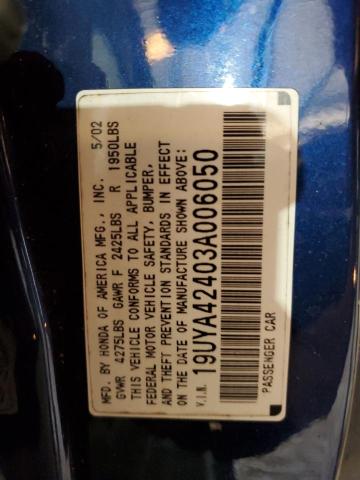 MFD. BY HONDA OF AMERICA MFG., INC. 5/02
GVWR 4275LBS GAWR F 2425LBS R 1950LBS
THIS VEHICLE CONFORMS TO ALL APPLICABLE
FEDERAL MOTOR VEHICLE SAFETY, BUMPER,
AND THEFT PREVENTION STANDARDS IN EFFECT
ON THE DATE OF MANUFACTURE SHOWN ABOVE.
V.I.N. 19UYA42403A006050
PASSENGER CAR